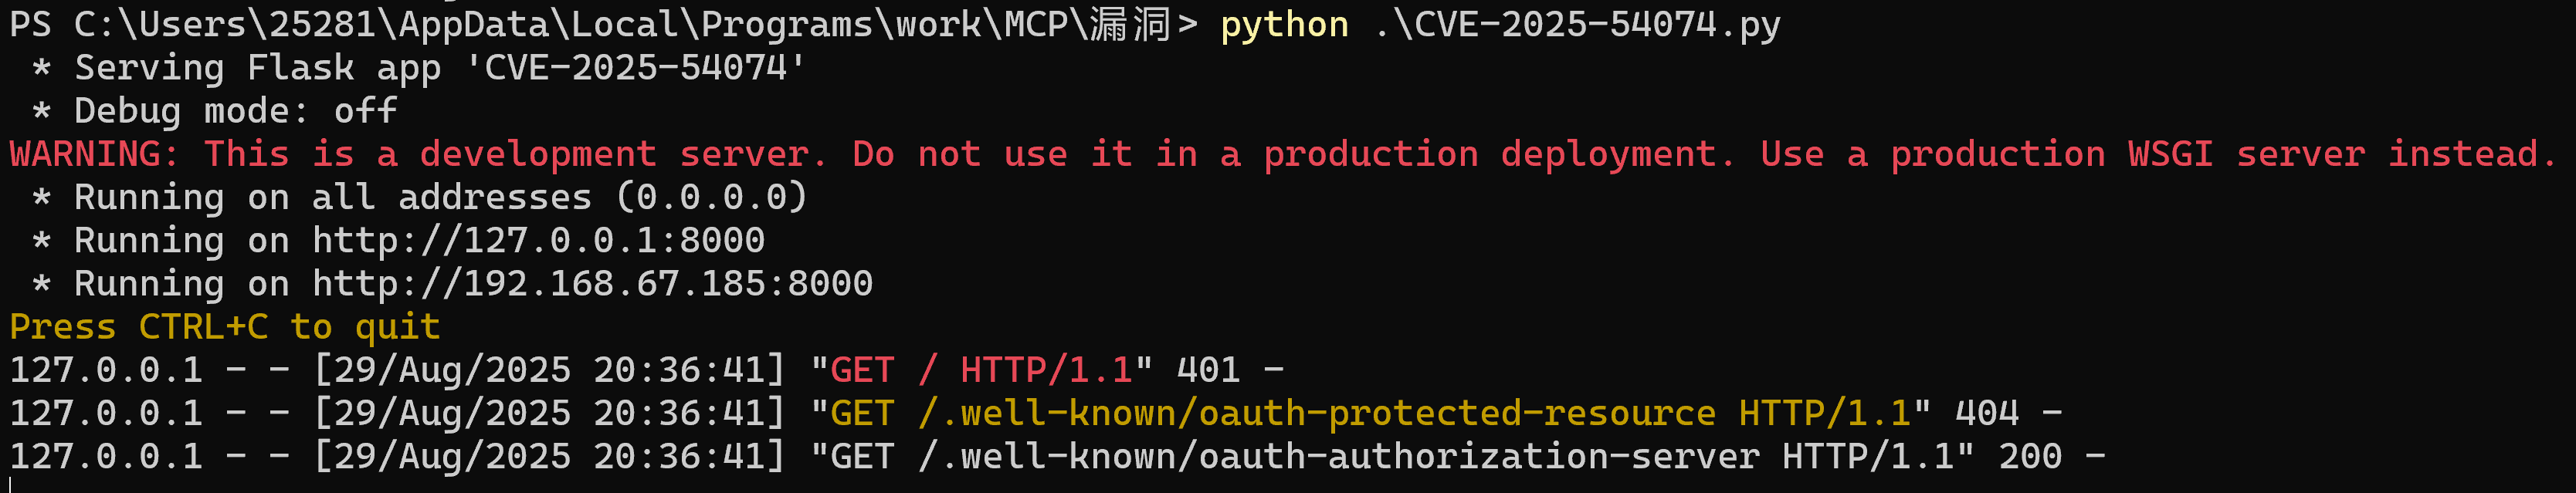 PS C:\Users\25281\AppData\Local\Programs\work\MCP\漏洞> python .\CVE-2025-54074.py
 * Serving Flask app 'CVE-2025-54074'
 * Debug mode: off
WARNING: This is a development server. Do not use it in a production deployment. Use a production WSGI server instead.
 * Running on all addresses (0.0.0.0)
 * Running on http://127.0.0.1:8000
 * Running on http://192.168.67.185:8000
Press CTRL+C to quit
127.0.0.1 - - [29/Aug/2025 20:36:41] "GET / HTTP/1.1" 401 -
127.0.0.1 - - [29/Aug/2025 20:36:41] "GET /.well-known/oauth-protected-resource HTTP/1.1" 404 -
127.0.0.1 - - [29/Aug/2025 20:36:41] "GET /.well-known/oauth-authorization-server HTTP/1.1" 200 -